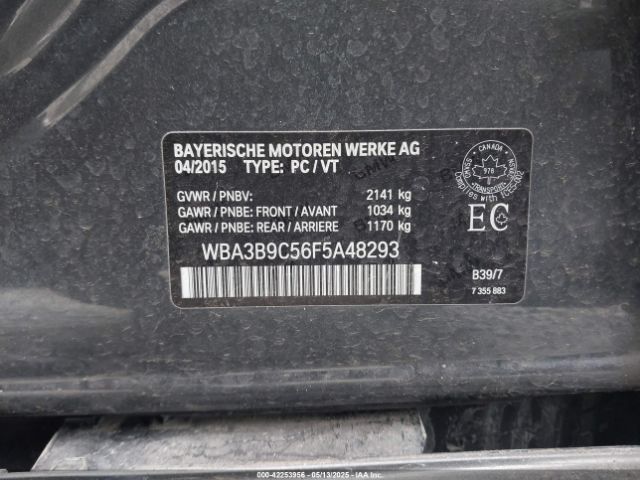 BAYERISCHE MOTOREN WERKE AG
04/2015 TYPE: PC / VT
GVWR / PNBV: 2141 kg
GAWR / PNBE: FRONT / AVANT 1034 kg
GAWR / PNBE: REAR / ARRIERE 1170 kg
WBA3B9C56F5A48293
CANADA
978
TRANSPORT
EC
B39/7
7 355 883
000-42253956 - 05/13/2025 - IAA Inc.